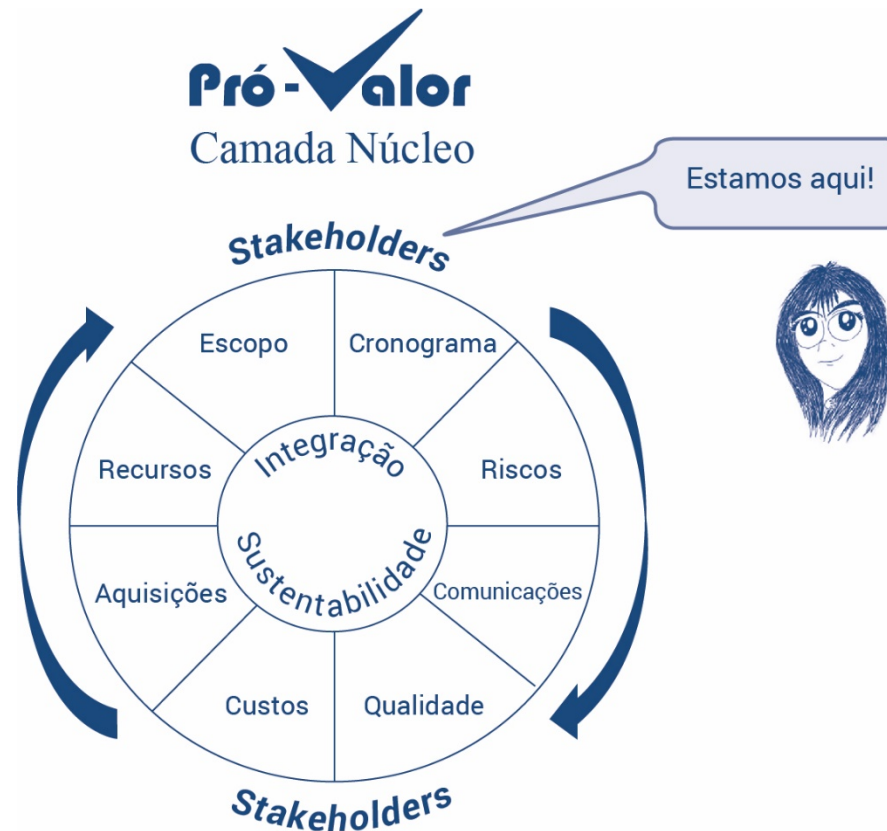 Pró-Valor
Camada Núcleo
Estamos aqui!
Stakeholders
Escopo
Cronograma
Recursos
Integração
Riscos
Aquisições
Sustentabilidade
Comunicações
Custos
Qualidade
Stakeholders